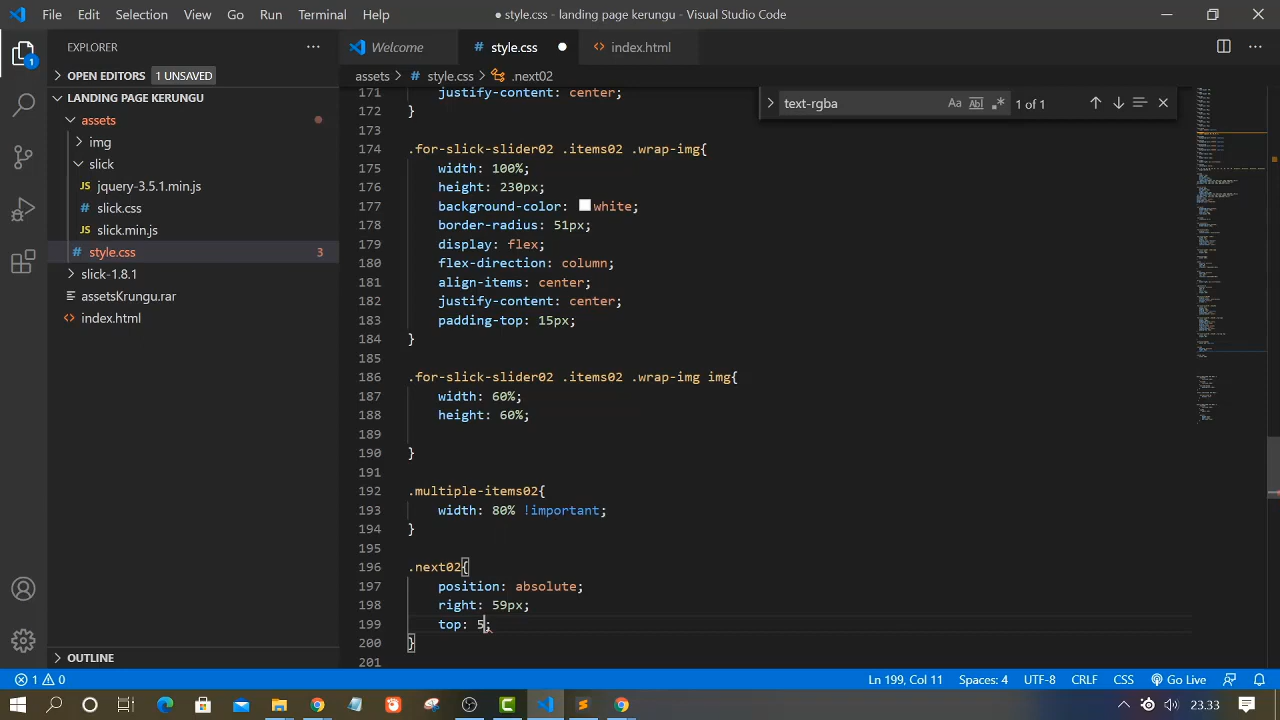 File Edit Selection View Go Run Terminal Help
● style.css - landing page kerungu - Visual Studio Code
EXPLORER
Welcome
# style.css
<> index.html
OPEN EDITORS 1 UNSAVED
assets > # style.css > .next02
LANDING PAGE KERUNGU
assets
img
slick
JS jquery-3.5.1.min.js
# slick.css
JS slick.min.js
# style.css 3
slick-1.8.1
assetsKrungu.rar
<> index.html
text-rgba Aa Ab| .* 1 of 1
171 justify-content: center;
172 }
173
174 .for-slick-slider02 .items02 .wrap-img{
175 width: 100%;
176 height: 230px;
177 background-color: white;
178 border-radius: 51px;
179 display: flex;
180 flex-direction: column;
181 align-items: center;
182 justify-content: center;
183 padding-top: 15px;
184 }
185
186 .for-slick-slider02 .items02 .wrap-img img{
187 width: 60%;
188 height: 60%;
189
190 }
191
192 .multiple-items02{
193 width: 80% !important;
194 }
195
196 .next02{
197 position: absolute;
198 right: 59px;
199 top: 5;
200 }
201
OUTLINE
1
1 0 Ln 199, Col 11 Spaces: 4 UTF-8 CRLF CSS Go Live
23.33